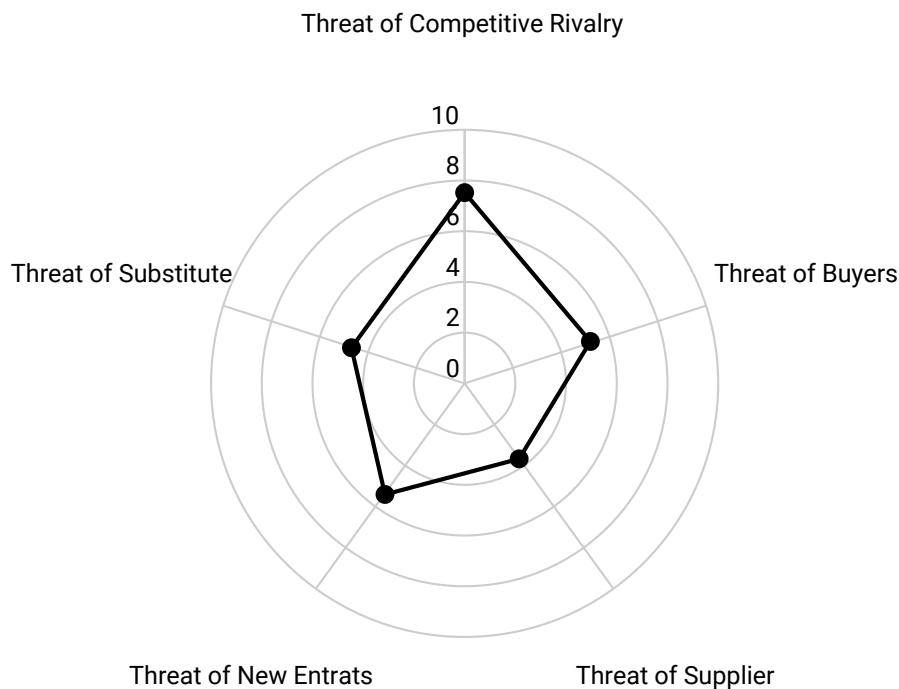 Threat of Competitive Rivalry
10
8
6
4
2
0
Threat of Substitute
Threat of Buyers
Threat of New Entrats
Threat of Supplier